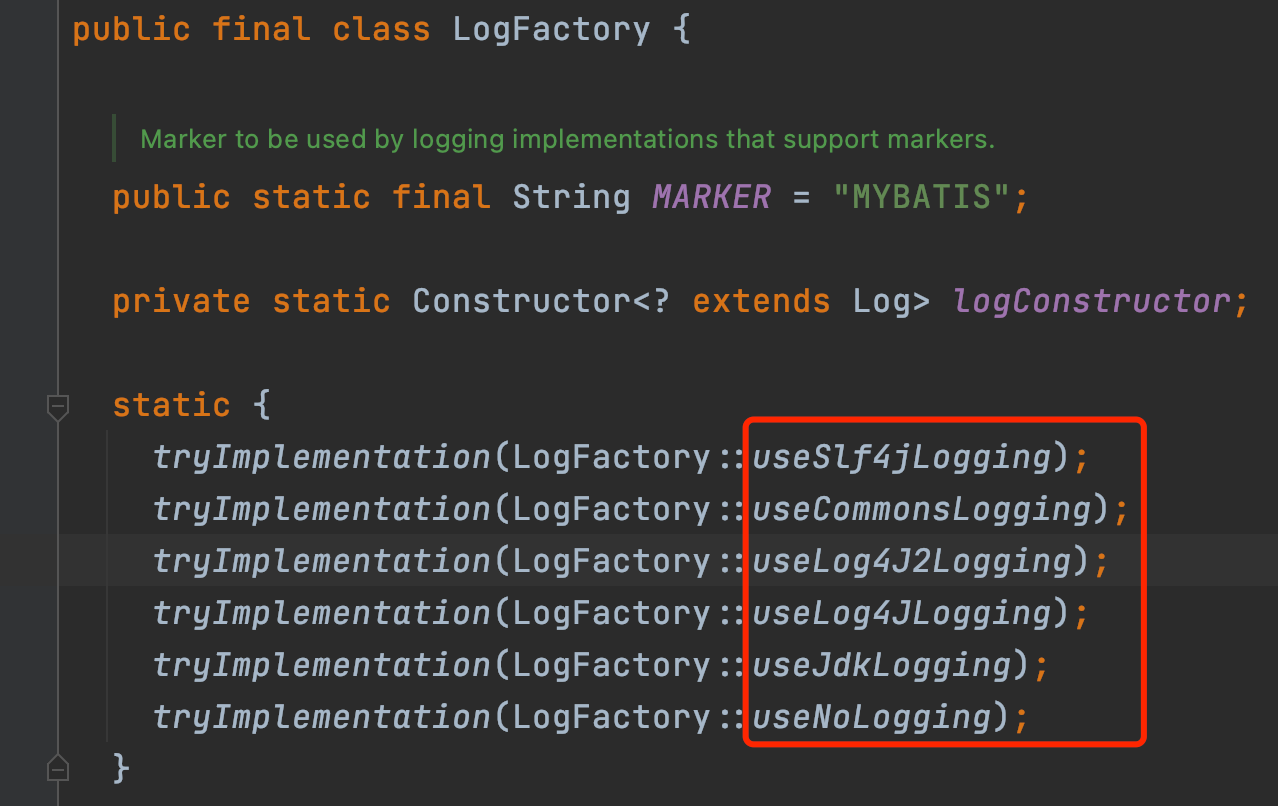 public final class LogFactory {
Marker to be used by logging implementations that support markers.
public static final String MARKER = "MYBATIS";
private static Constructor<? extends Log> logConstructor;
static {
tryImplementation(LogFactory::useSlf4jLogging);
tryImplementation(LogFactory::useCommonsLogging);
tryImplementation(LogFactory::useLog4J2Logging);
tryImplementation(LogFactory::useLog4JLogging);
tryImplementation(LogFactory::useJdkLogging);
tryImplementation(LogFactory::useNoLogging);
}